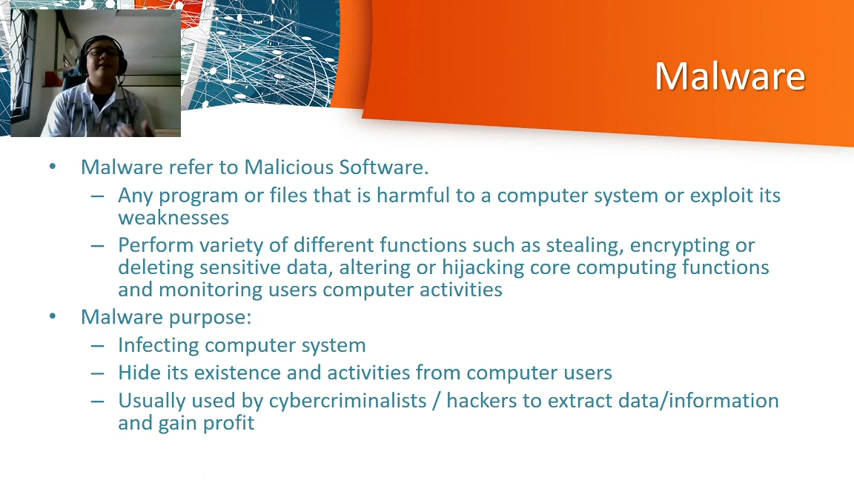 Malware
• Malware refer to Malicious Software.
– Any program or files that is harmful to a computer system or exploit its
weaknesses
– Perform variety of different functions such as stealing, encrypting or
deleting sensitive data, altering or hijacking core computing functions
and monitoring users computer activities
• Malware purpose:
– Infecting computer system
– Hide its existence and activities from computer users
– Usually used by cybercriminalists / hackers to extract data/information
and gain profit